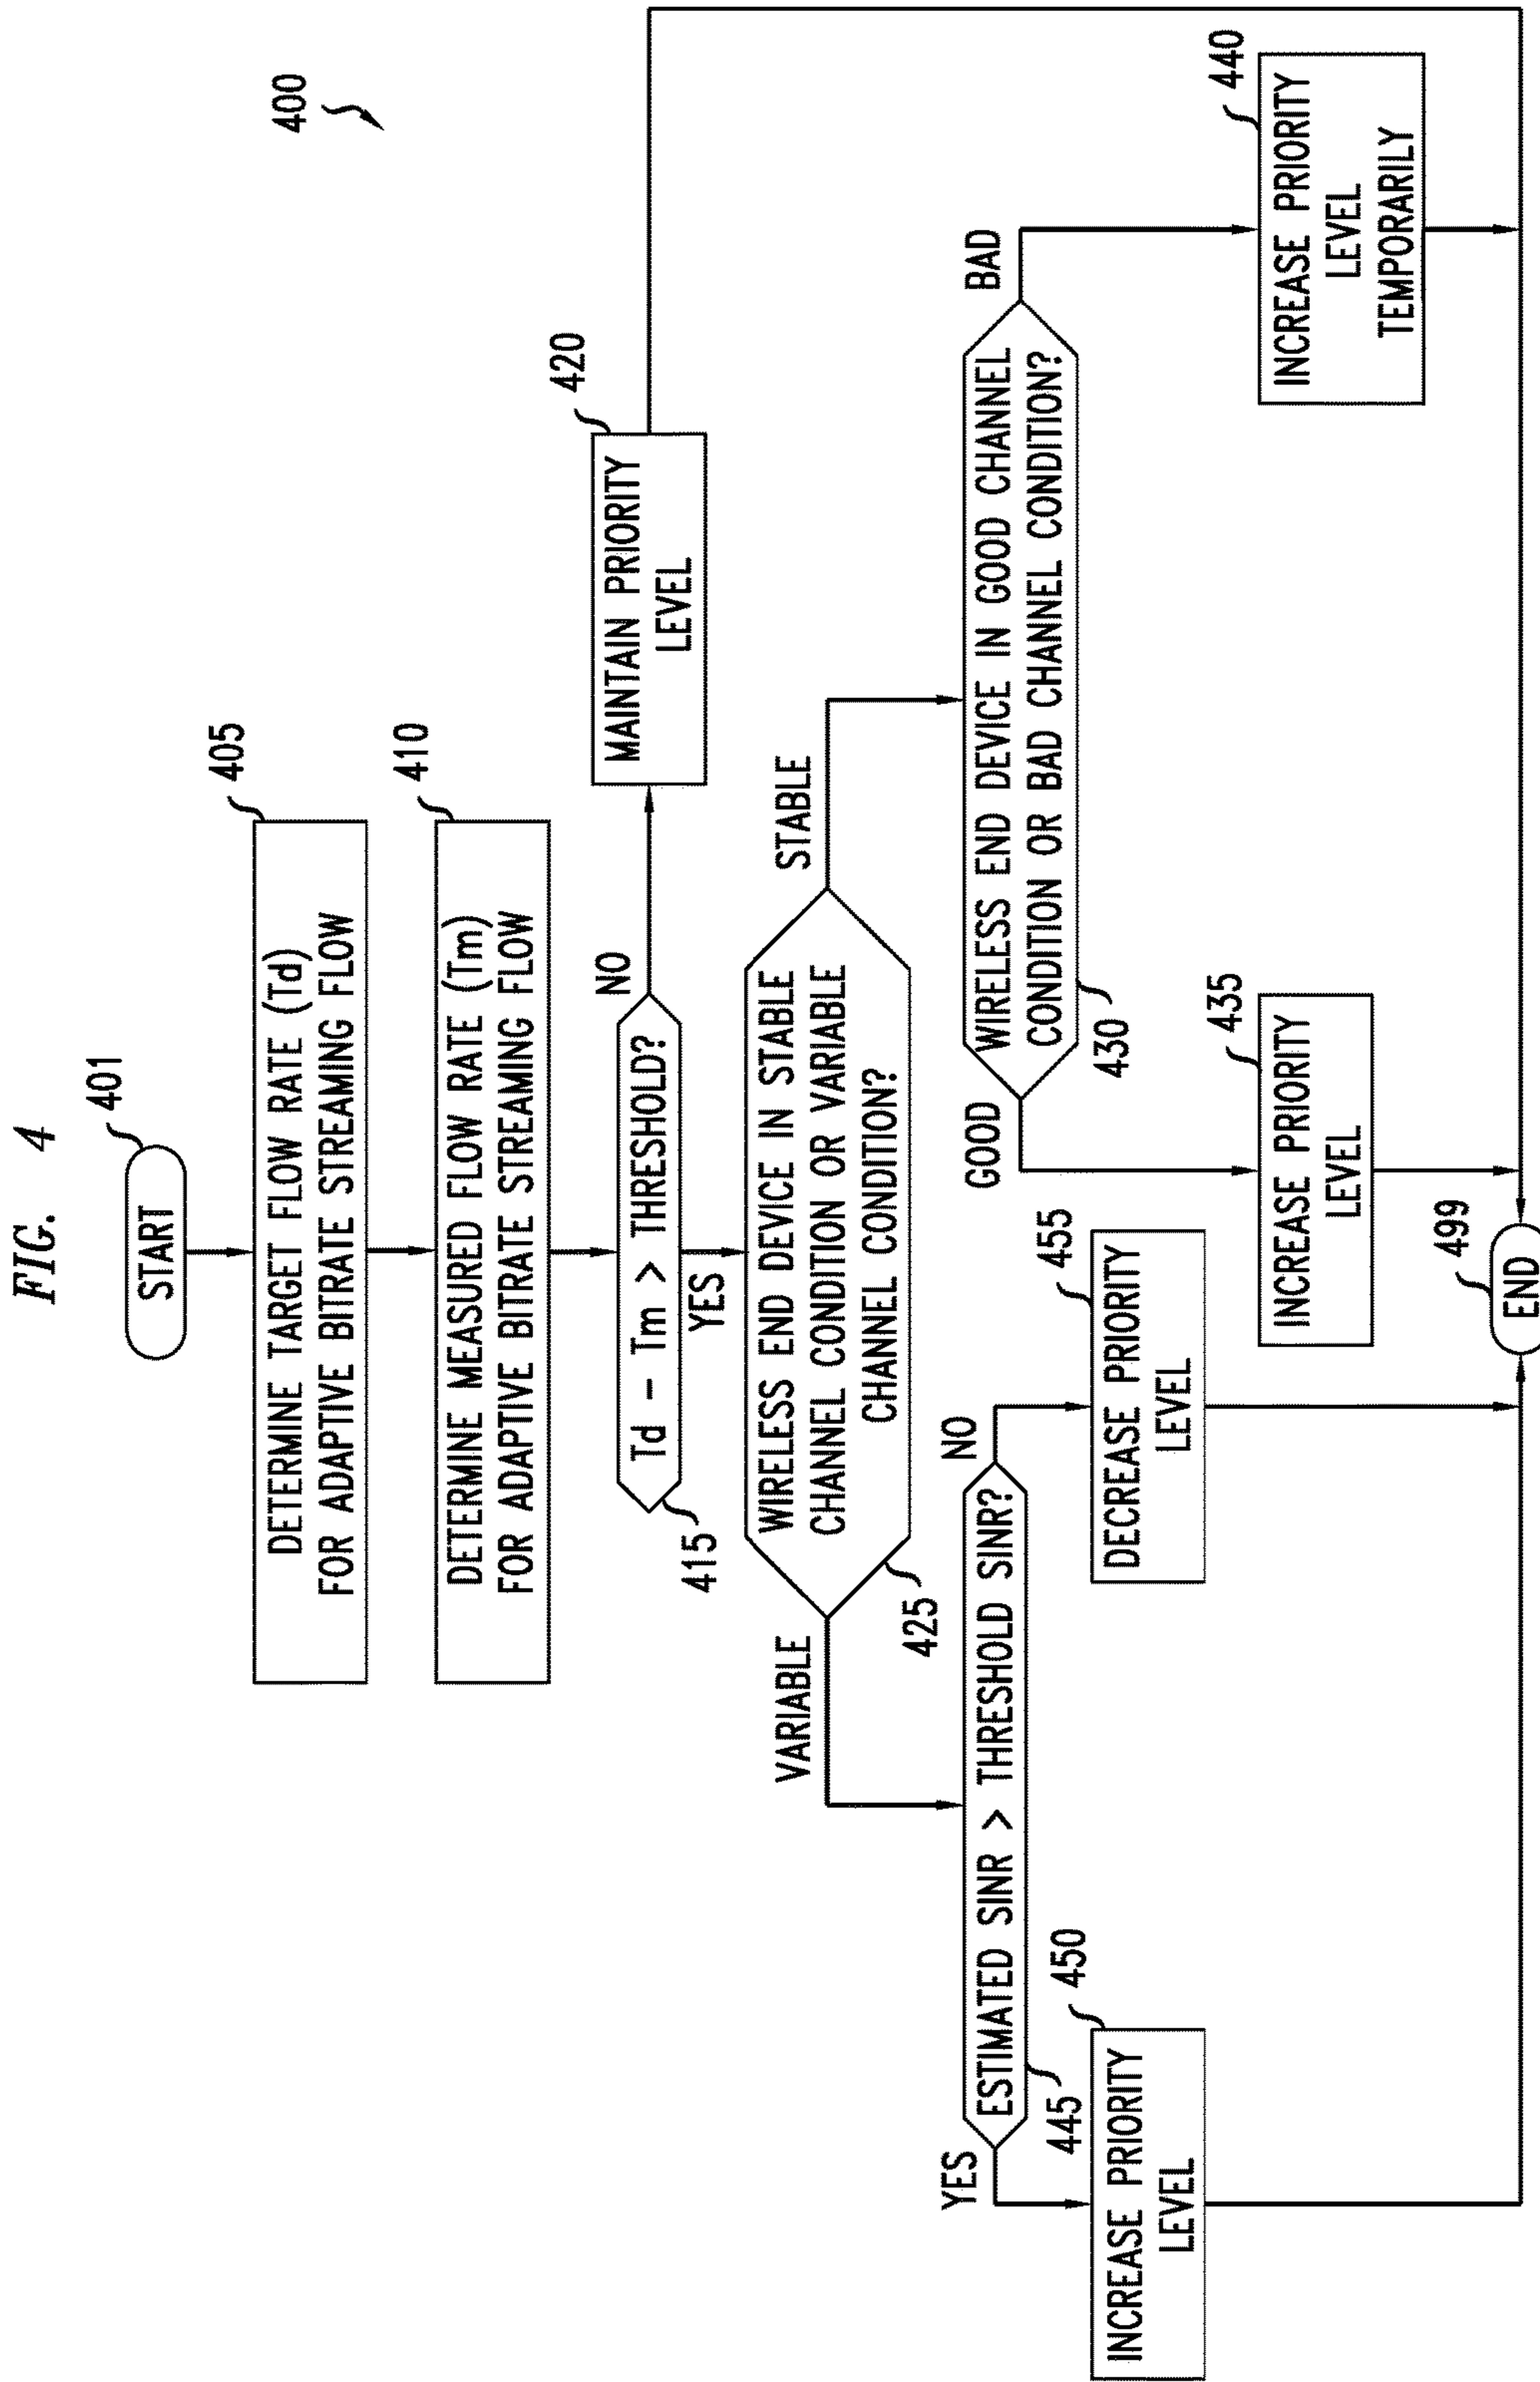 FIG. 4
400
401
START
405
DETERMINE TARGET FLOW RATE (Td)
FOR ADAPTIVE BITRATE STREAMING FLOW
410
DETERMINE MEASURED FLOW RATE (Tm)
FOR ADAPTIVE BITRATE STREAMING FLOW
415
Td - Tm > THRESHOLD?
NO
YES
420
MAINTAIN PRIORITY
LEVEL
425
WIRELESS END DEVICE IN STABLE
CHANNEL CONDITION OR VARIABLE
CHANNEL CONDITION?
VARIABLE
STABLE
445
ESTIMATED SINR > THRESHOLD SINR?
YES
NO
430
WIRELESS END DEVICE IN GOOD CHANNEL
CONDITION OR BAD CHANNEL CONDITION?
GOOD
BAD
450
INCREASE PRIORITY
LEVEL
455
DECREASE PRIORITY
LEVEL
435
INCREASE PRIORITY
LEVEL
440
INCREASE PRIORITY
LEVEL
TEMPORARILY
499
END